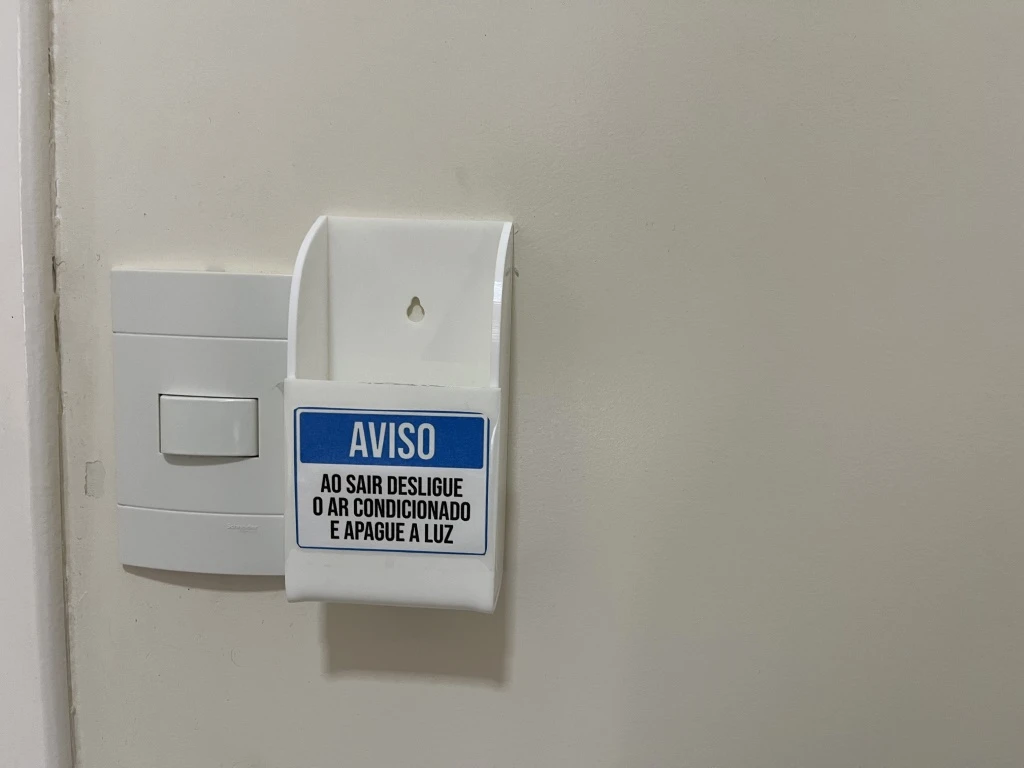 AVISO
AO SAIR DESLIGUE
O AR CONDICIONADO
E APAGUE A LUZ